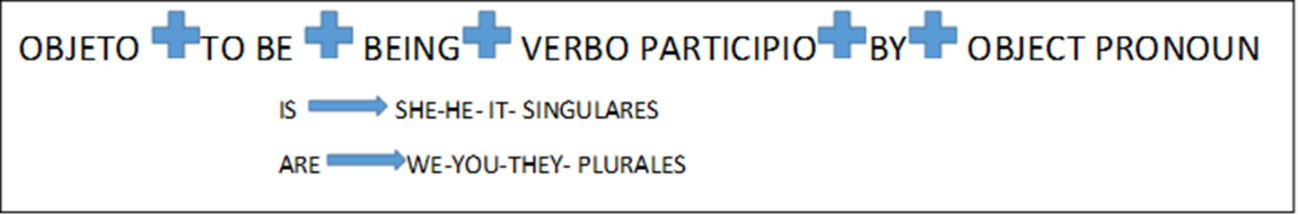 OBJETO TO BE BEING VERBO PARTICIPIO BY OBJECT PRONOUN
IS SHE-HE- IT- SINGULARES
ARE WE-YOU-THEY- PLURALES